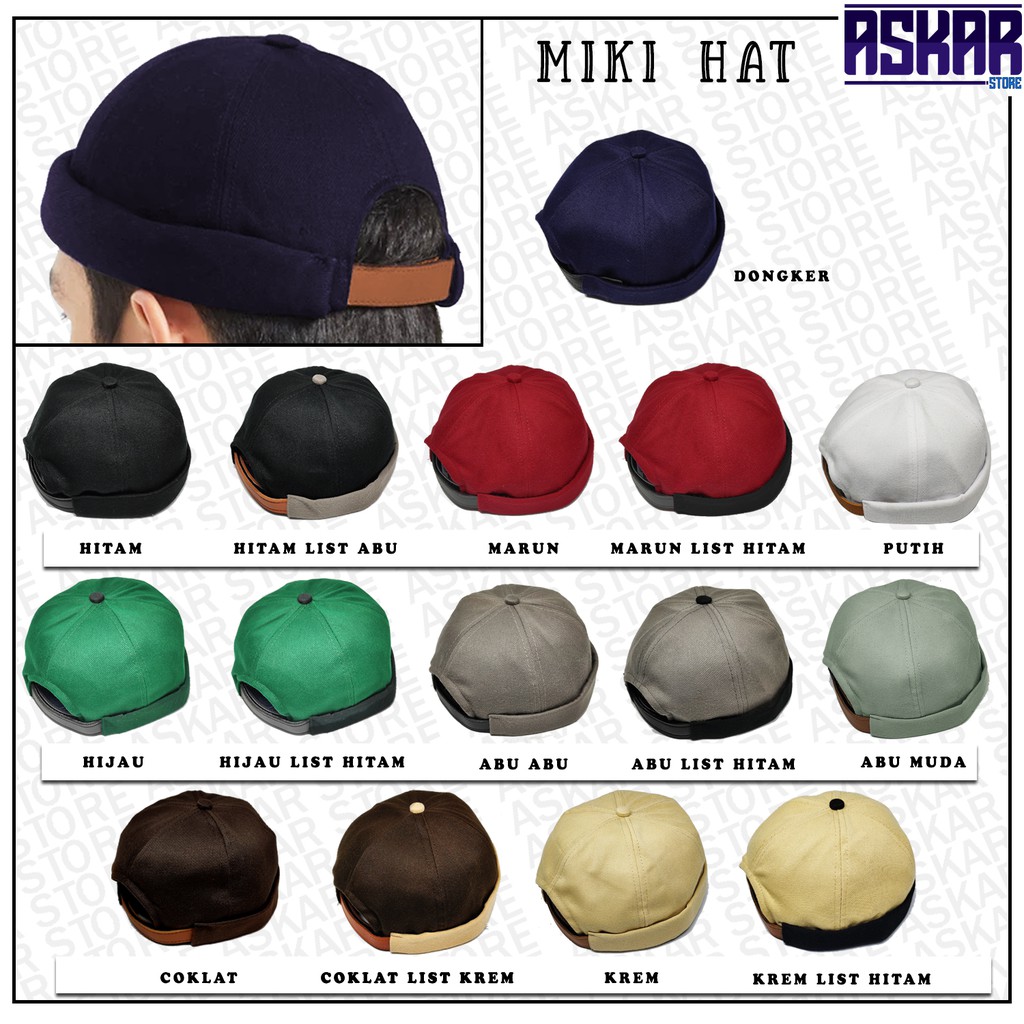 MIKI HAT
ASKAR
STORE
DONGKER
HITAM
HITAM LIST ABU
MARUN
MARUN LIST HITAM
PUTIH
HIJAU
HIJAU LIST HITAM
ABU ABU
ABU LIST HITAM
ABU MUDA
COKLAT
COKLAT LIST KREM
KREM
KREM LIST HITAM